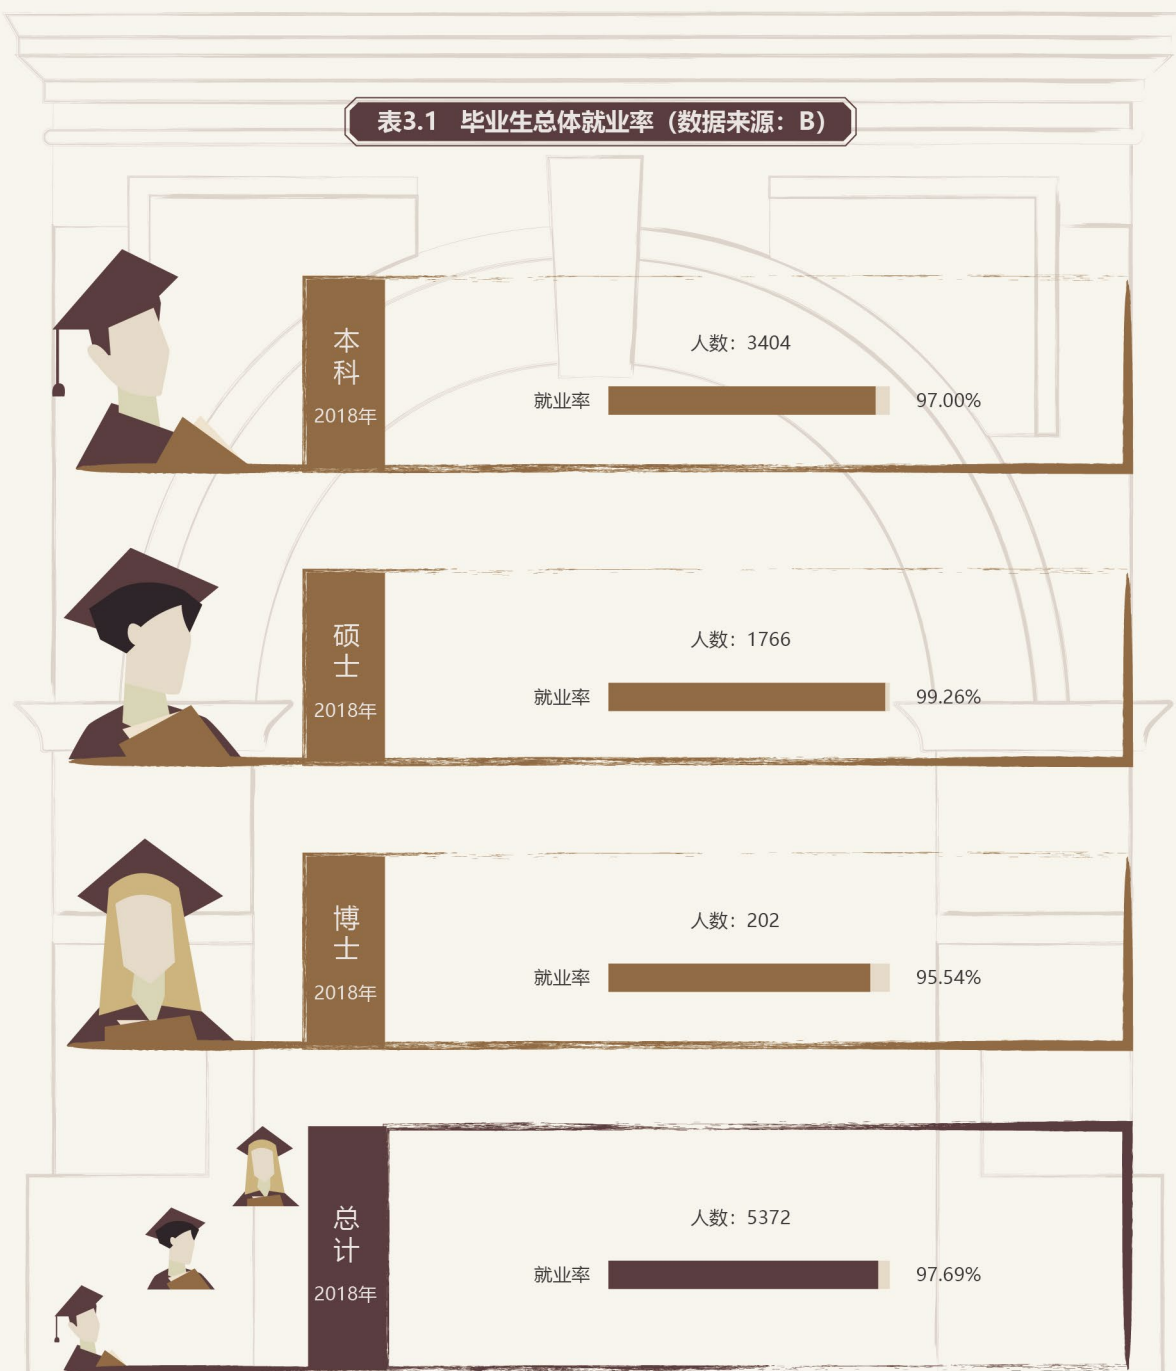 表3.1 毕业生总体就业率（数据来源：B）
本科
2018年
人数：3404
就业率 97.00%
硕士
2018年
人数：1766
就业率 99.26%
博士
2018年
人数：202
就业率 95.54%
总计
2018年
人数：5372
就业率 97.69%